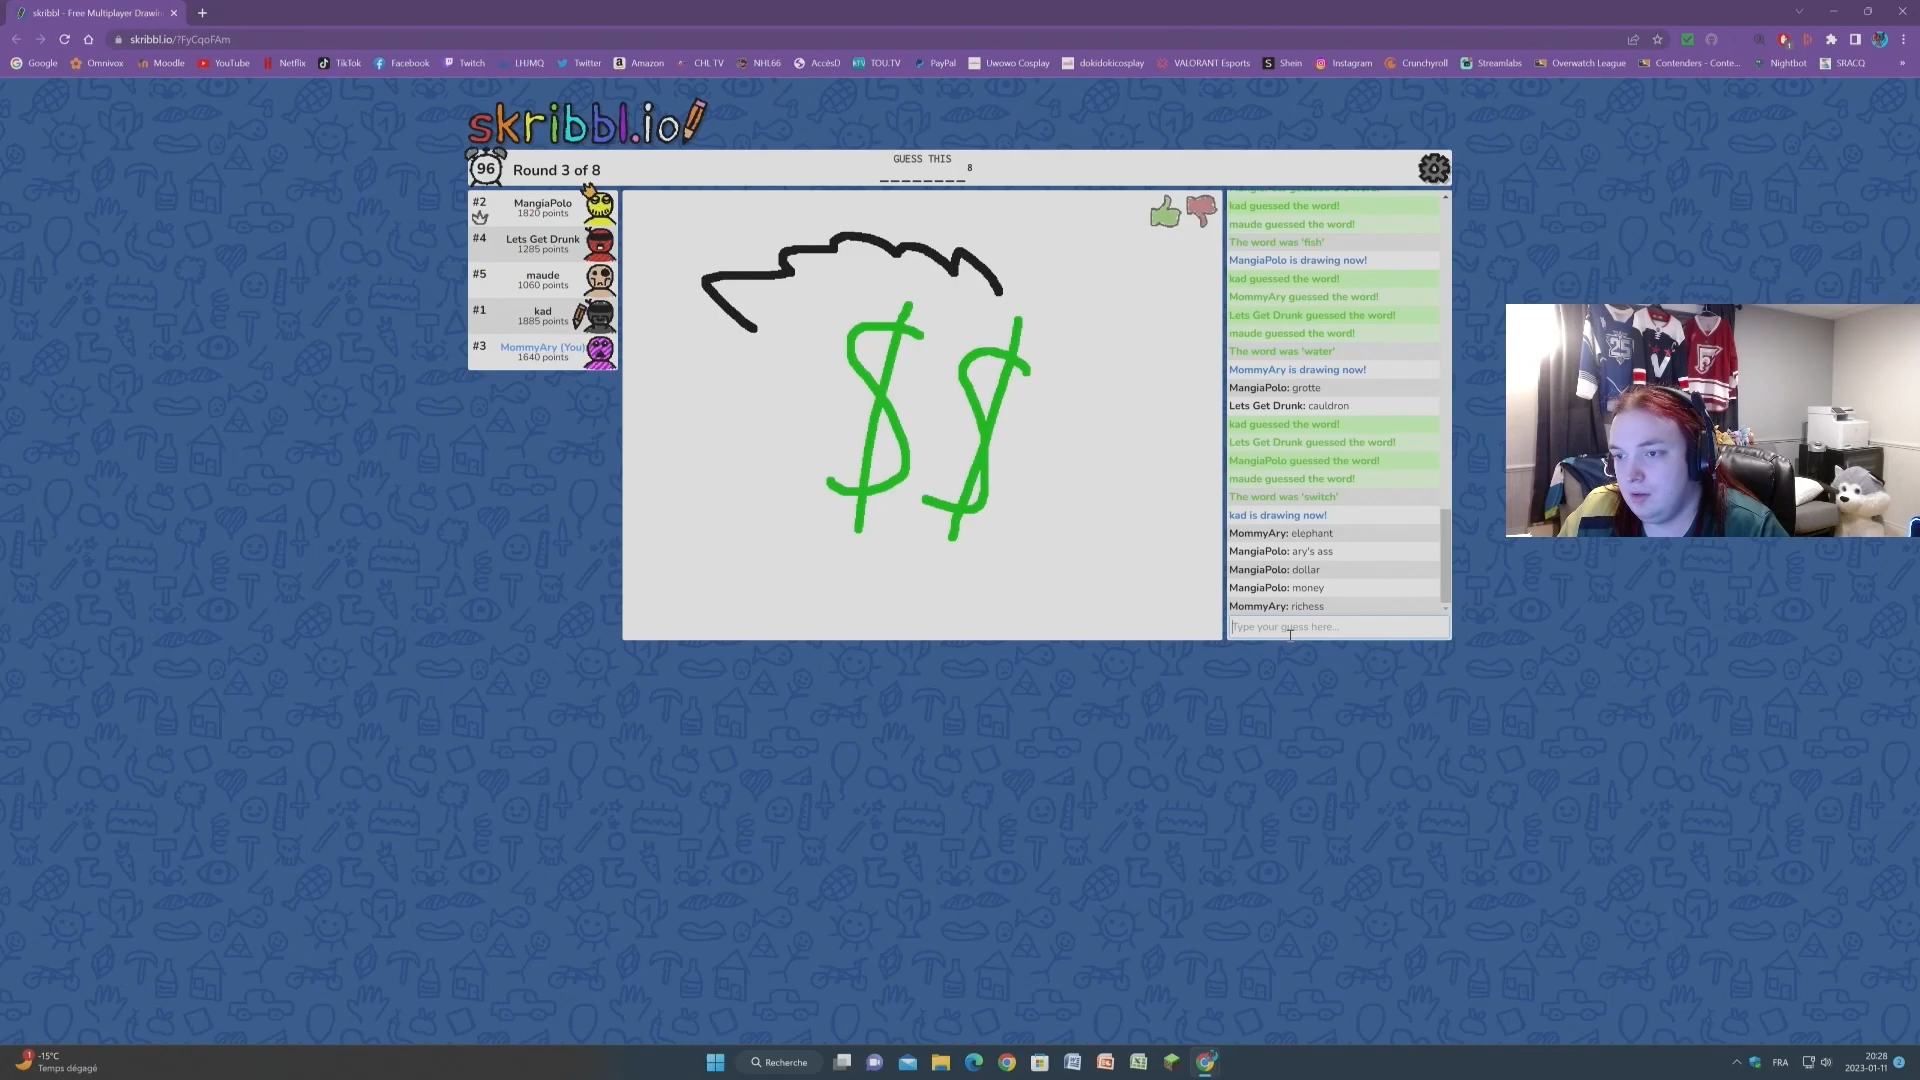 skribbl - Free Multiplayer Drawin
skribbl.io/?FyCqoFAm
Google Omnivox Moodle YouTube Netflix TikTok Facebook Twitch LHJMQ Twitter Amazon CHL TV NHL66 AccèsD TOU.TV PayPal Uwowo Cosplay dokidokicosplay VALORANT Esports Shein Instagram Crunchyroll Streamlabs Overwatch League Contenders - Conte... Nightbot SRACQ »
skribbl.io
96 Round 3 of 8
GUESS THIS
________ 8
#2 MangiaPolo
1820 points
#4 Lets Get Drunk
1285 points
#5 maude
1060 points
#1 kad
1885 points
#3 MommyAry (You)
1640 points
$ $
kad guessed the word!
maude guessed the word!
The word was 'fish'
MangiaPolo is drawing now!
kad guessed the word!
MommyAry guessed the word!
Lets Get Drunk guessed the word!
maude guessed the word!
The word was 'water'
MommyAry is drawing now!
MangiaPolo: grotte
Lets Get Drunk: cauldron
kad guessed the word!
Lets Get Drunk guessed the word!
MangiaPolo guessed the word!
maude guessed the word!
The word was 'switch'
kad is drawing now!
MommyAry: elephant
MangiaPolo: ary's ass
MangiaPolo: dollar
MangiaPolo: money
MommyAry: richess
Type your guess here...
25
V
1
-15°C
Temps dégagé
Recherche
FRA
20:28
2023-01-11
2